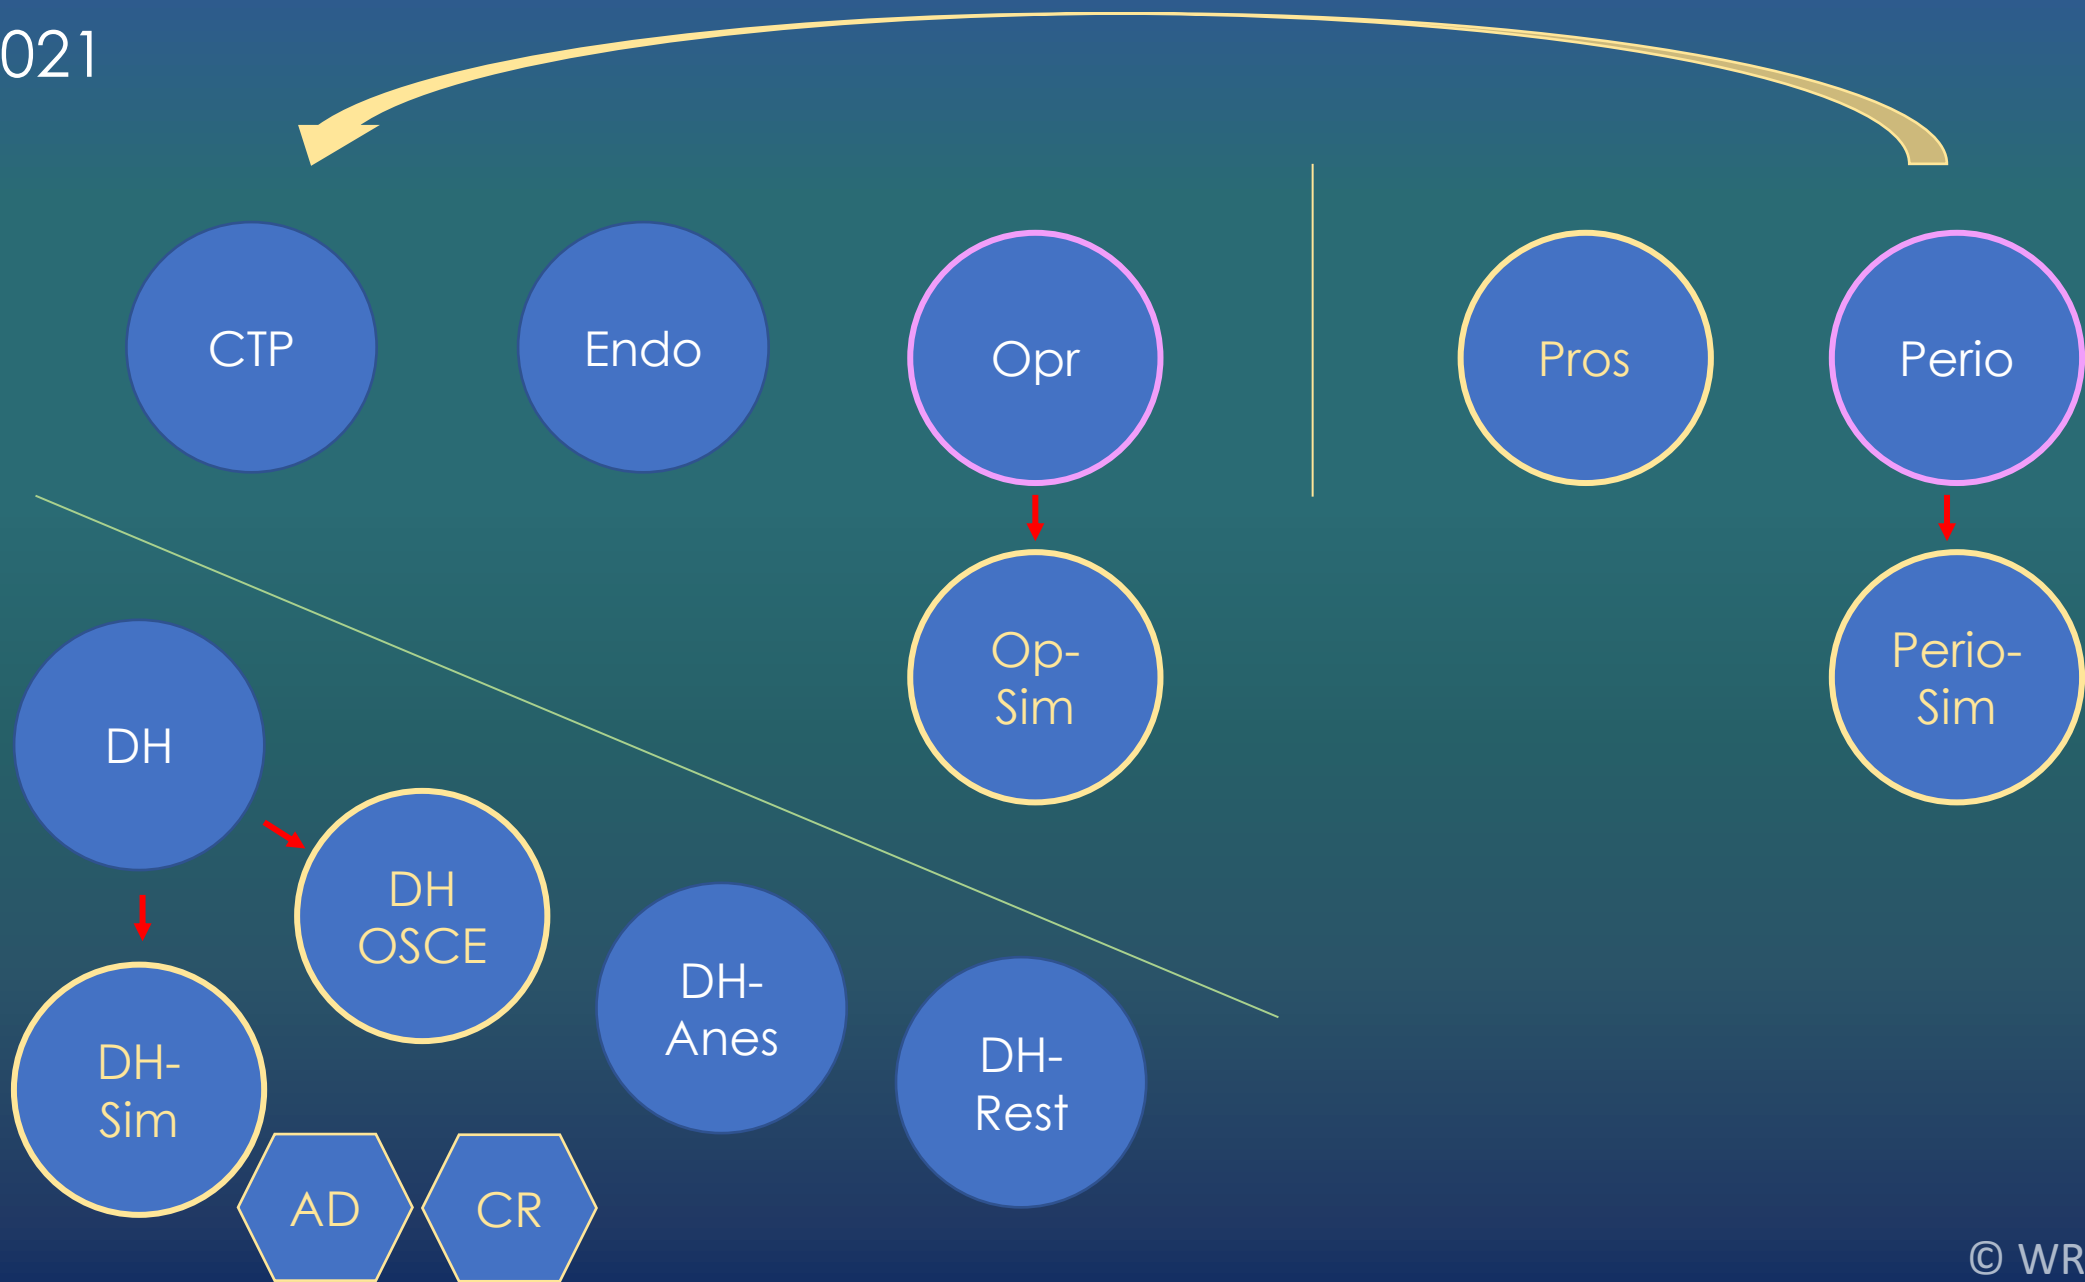 021
CTP
Endo
Opr
Pros
Perio
Op-
Sim
Perio-
Sim
DH
DH
OSCE
DH-
Anes
DH-
Rest
DH-
Sim
AD
CR
© WR